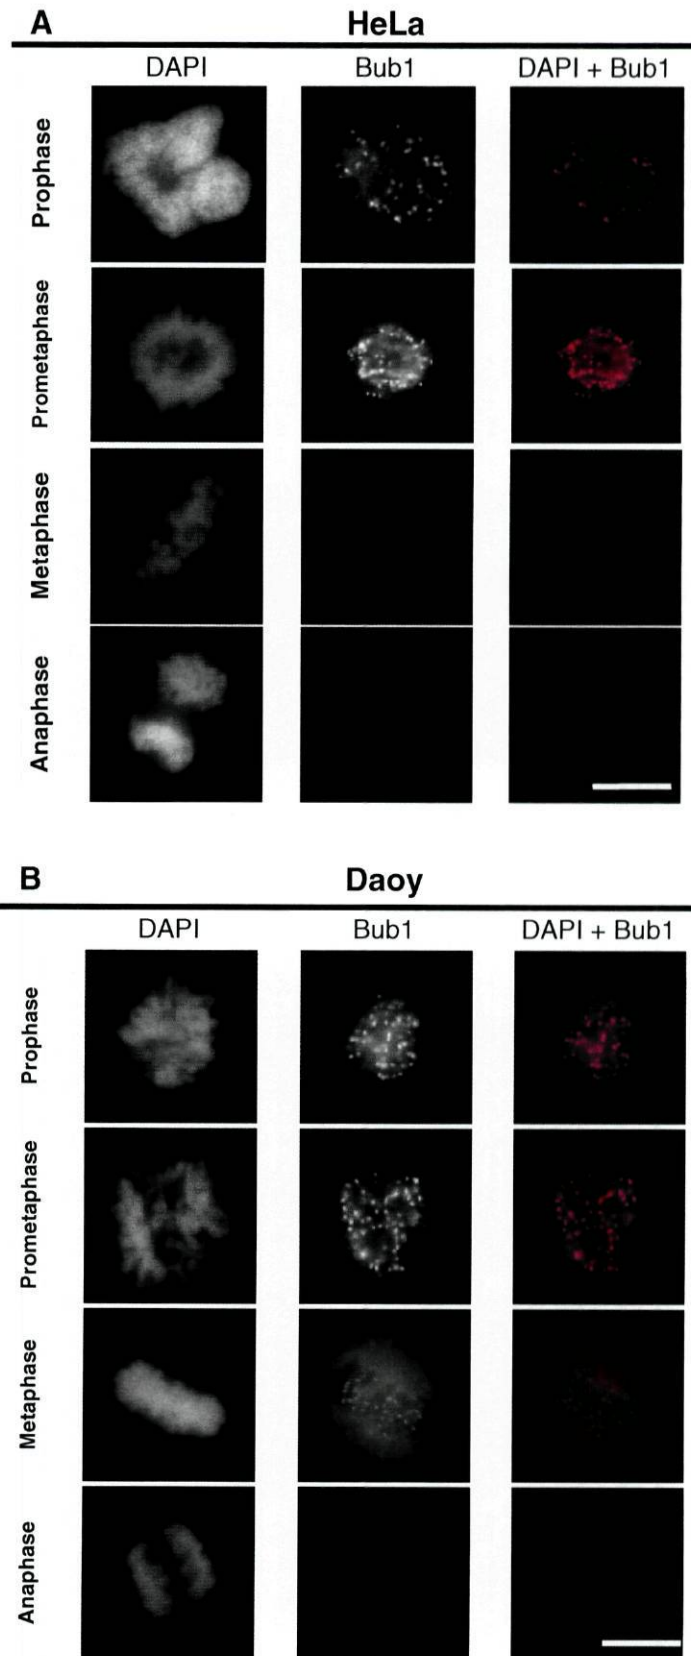 A HeLa
DAPI Bub1 DAPI + Bub1
Prophase
Prometaphase
Metaphase
Anaphase
B Daoy
DAPI Bub1 DAPI + Bub1
Prophase
Prometaphase
Metaphase
Anaphase